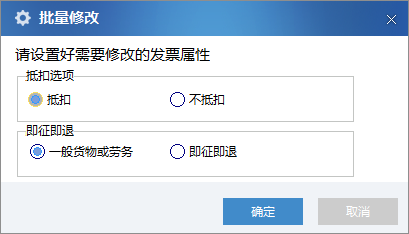 批量修改
请设置好需要修改的发票属性
抵扣选项
抵扣 不抵扣
即征即退
一般货物或劳务 即征即退
确定 取消